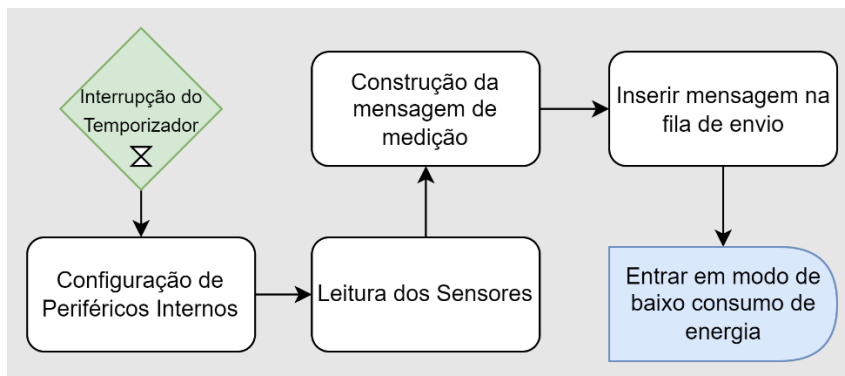 Interrupção do
Temporizador
Configuração de
Periféricos Internos
Leitura dos Sensores
Construção da
mensagem de
medição
Inserir mensagem na
fila de envio
Entrar em modo de
baixo consumo de
energia